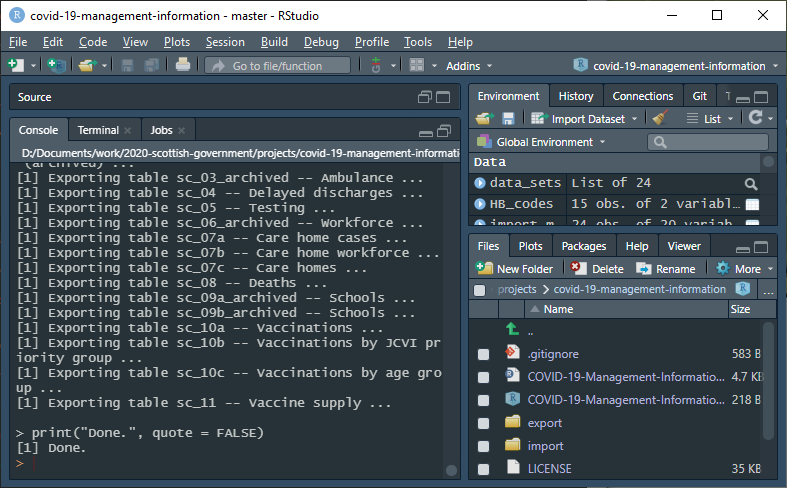 covid-19-management-information - master - RStudio
File Edit Code View Plots Session Build Debug Profile Tools Help
Go to file/function Addins covid-19-management-information
Source
Console Terminal Jobs
D:/Documents/work/2020-scottish-government/projects/covid-19-management-informati
(archived) ...
[1] Exporting table sc_03_archived -- Ambulance ...
[1] Exporting table sc_04 -- Delayed discharges ...
[1] Exporting table sc_05 -- Testing ...
[1] Exporting table sc_06_archived -- Workforce ...
[1] Exporting table sc_07a -- Care home cases ...
[1] Exporting table sc_07b -- Care home workforce ...
[1] Exporting table sc_07c -- Care homes ...
[1] Exporting table sc_08 -- Deaths ...
[1] Exporting table sc_09a_archived -- Schools ...
[1] Exporting table sc_09b_archived -- Schools ...
[1] Exporting table sc_10a -- Vaccinations ...
[1] Exporting table sc_10b -- Vaccinations by JCVI pr
iority group ...
[1] Exporting table sc_10c -- Vaccinations by age gro
up ...
[1] Exporting table sc_11 -- Vaccine supply ...
> print("Done.", quote = FALSE)
[1] Done.
>
Environment History Connections Git T
Import Dataset List
Global Environment
Data
data_sets List of 24
HB_codes 15 obs. of 2 variabl…
import_m… 24 obs. of 20 variab…
Files Plots Packages Help Viewer
New Folder Delete Rename More
projects > covid-19-management-information ...
Name Size
..
.gitignore 583 B
COVID-19-Management-Informatio... 4.7 KB
COVID-19-Management-Informatio... 218 B
export
import
LICENSE 35 KB